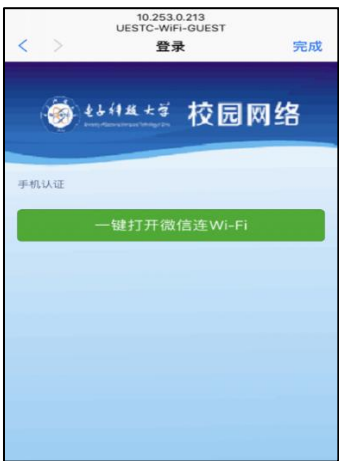 10.253.0.213
UESTC-WiFi-GUEST
登录
完成
电子科技大学 校园网络
手机认证
一键打开微信连Wi-Fi